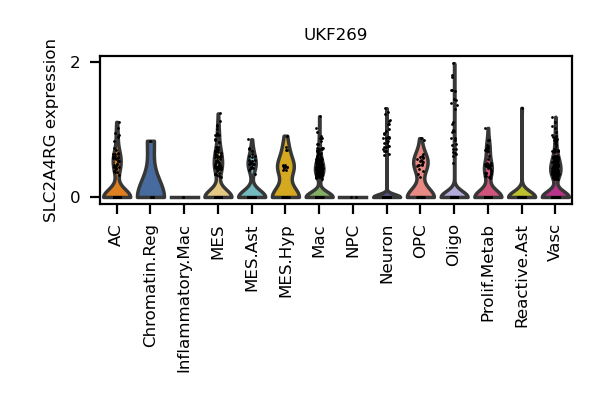 UKF269
SLC2A4RG expression
2
0
AC
Chromatin.Reg
Inflammatory.Mac
MES
MES.Ast
MES.Hyp
Mac
NPC
Neuron
OPC
Oligo
Prolif.Metab
Reactive.Ast
Vasc